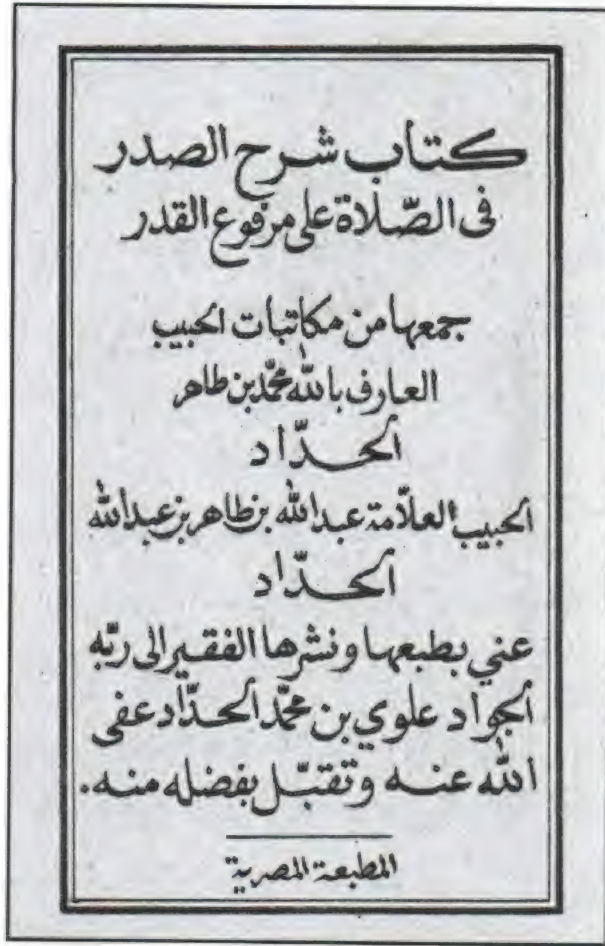 كتاب شرح الصدر
فى الصّلاة على مرفوع القدر
جمعها من مكاتبات الحبيب
العارف بالله محمّد بن طاهر
الحدّاد
الحبيب العلاّمة عبدالله بن طاهر بن عبدالله
الحدّاد
عني بطبعها ونشرها الفقير الى ربّه
الجواد علوي بن محمّد الحدّاد عفى
الله عنه وتقبّل بفضله منه.
المطبعة المصرية